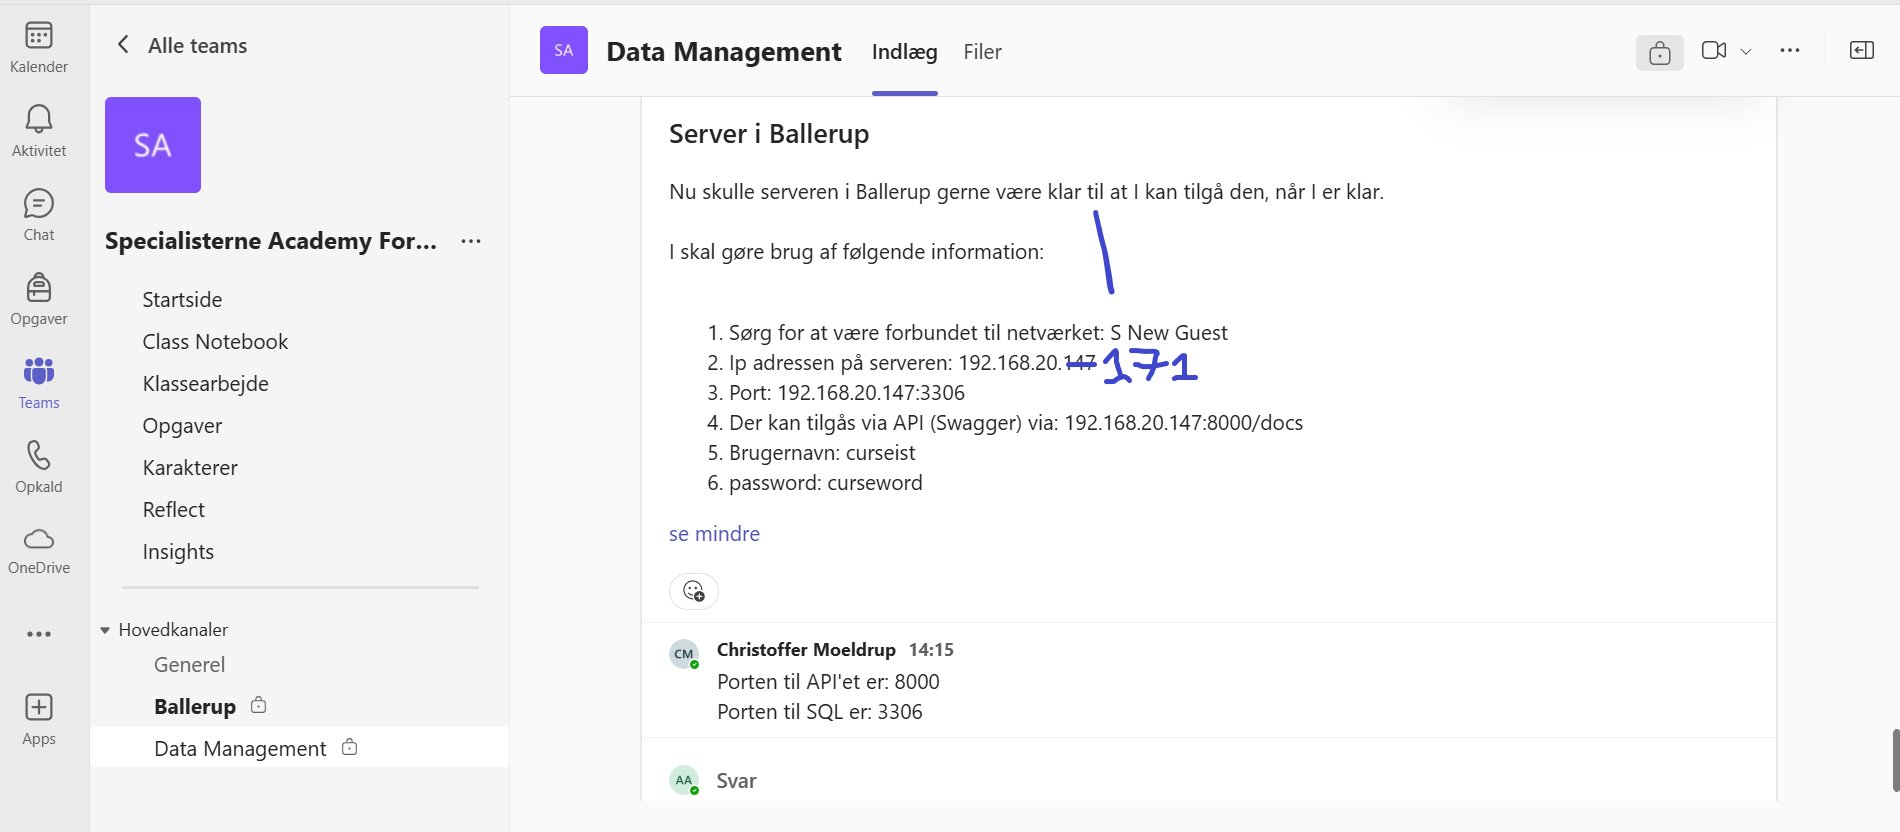 Kalender
Aktivitet
Chat
Opgaver
Teams
Opkald
OneDrive
Apps
Alle teams
SA
Specialisterne Academy For...
Startside
Class Notebook
Klassearbejde
Opgaver
Karakterer
Reflect
Insights
Hovedkanaler
Generel
Ballerup
Data Management
SA Data Management Indlæg Filer
Server i Ballerup
Nu skulle serveren i Ballerup gerne være klar til at I kan tilgå den, når I er klar.
I skal gøre brug af følgende information:
1. Sørg for at være forbundet til netværket: S New Guest
2. Ip adressen på serveren: 192.168.20.147 171
3. Port: 192.168.20.147:3306
4. Der kan tilgås via API (Swagger) via: 192.168.20.147:8000/docs
5. Brugernavn: curseist
6. password: curseword
se mindre
CM Christoffer Moeldrup 14:15
Porten til API'et er: 8000
Porten til SQL er: 3306
AA Svar